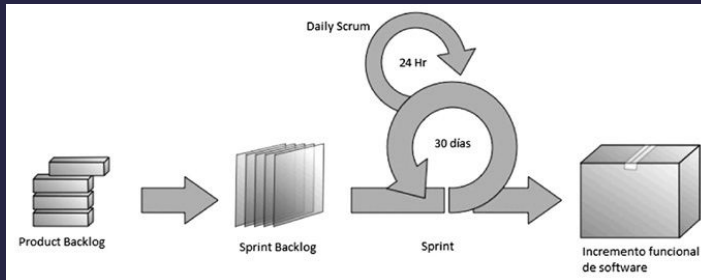 Daily Scrum
24 Hr
30 días
Product Backlog
Sprint Backlog
Sprint
Incremento funcional
de software